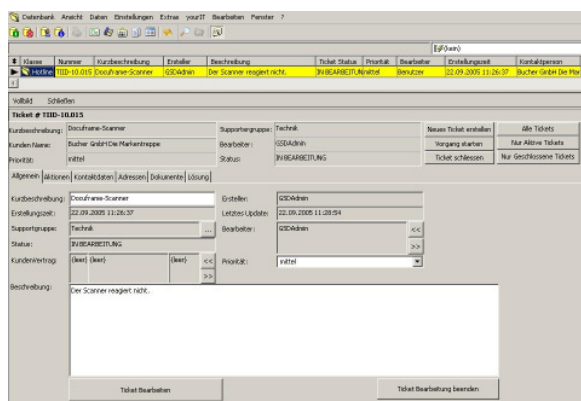 Datenbank Ansicht Daten Einstellungen Extras yourIT Bearbeiten Fenster ?
(kein)
Klasse Nummer Kurzbeschreibung Ersteller Beschreibung Ticket Status Priorität Bearbeiter Erstellungszeit Kontaktperson
Hotline TIID-10.015 Docuframe-Scanner GSDAdmin Der Scanner reagiert nicht. IN BEARBEITUNG mittel Benutzer 22.09.2005 11:26:37 Bucher GmbH Die Mar
Vollbild Schließen
Ticket # TIID-10.015
Kurzbeschreibung: Docuframe-Scanner Supportergruppe: Technik Neues Ticket erstellen Alle Tickets
Kunden Name: Bucher GmbH Die Markentreppe Bearbeiter: GSDAdmin Vorgang starten Nur Aktive Tickets
Priorität: mittel Status: IN BEARBEITUNG Ticket schliessen Nur Geschlossene Tickets
Allgemein Aktionen Kontaktdaten Adressen Dokumente Lösung
Kurzbeschreibung: Docuframe-Scanner Ersteller: GSDAdmin
Erstellungszeit: 22.09.2005 11:26:37 Letztes Update: 22.09.2005 11:28:54
Supportgruppe: Technik ... Bearbeiter: GSDAdmin <<
>>
Status: IN BEARBEITUNG
KundenVertrag: (leer) (leer) (leer) << Priorität: mittel
>>
Beschreibung: Der Scanner reagiert nicht.
Ticket Bearbeiten Ticket Bearbeitung beenden